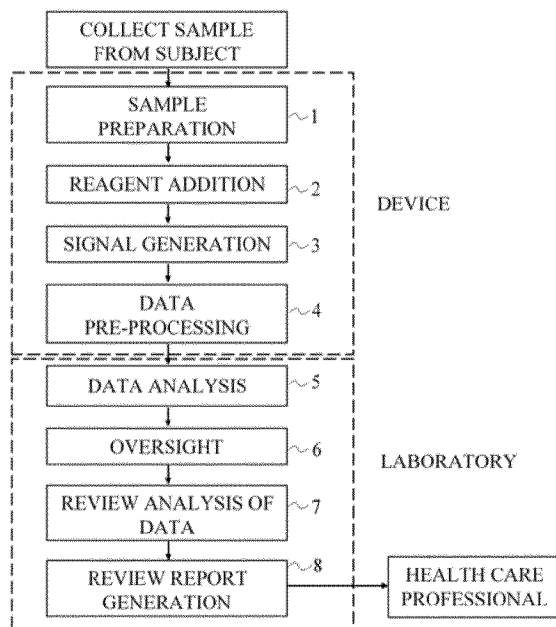 COLLECT SAMPLE
FROM SUBJECT
SAMPLE
PREPARATION
1
REAGENT ADDITION
2
DEVICE
SIGNAL GENERATION
3
DATA
PRE-PROCESSING
4
DATA ANALYSIS
5
OVERSIGHT
6
LABORATORY
REVIEW ANALYSIS OF
DATA
7
REVIEW REPORT
GENERATION
8
HEALTH CARE
PROFESSIONAL